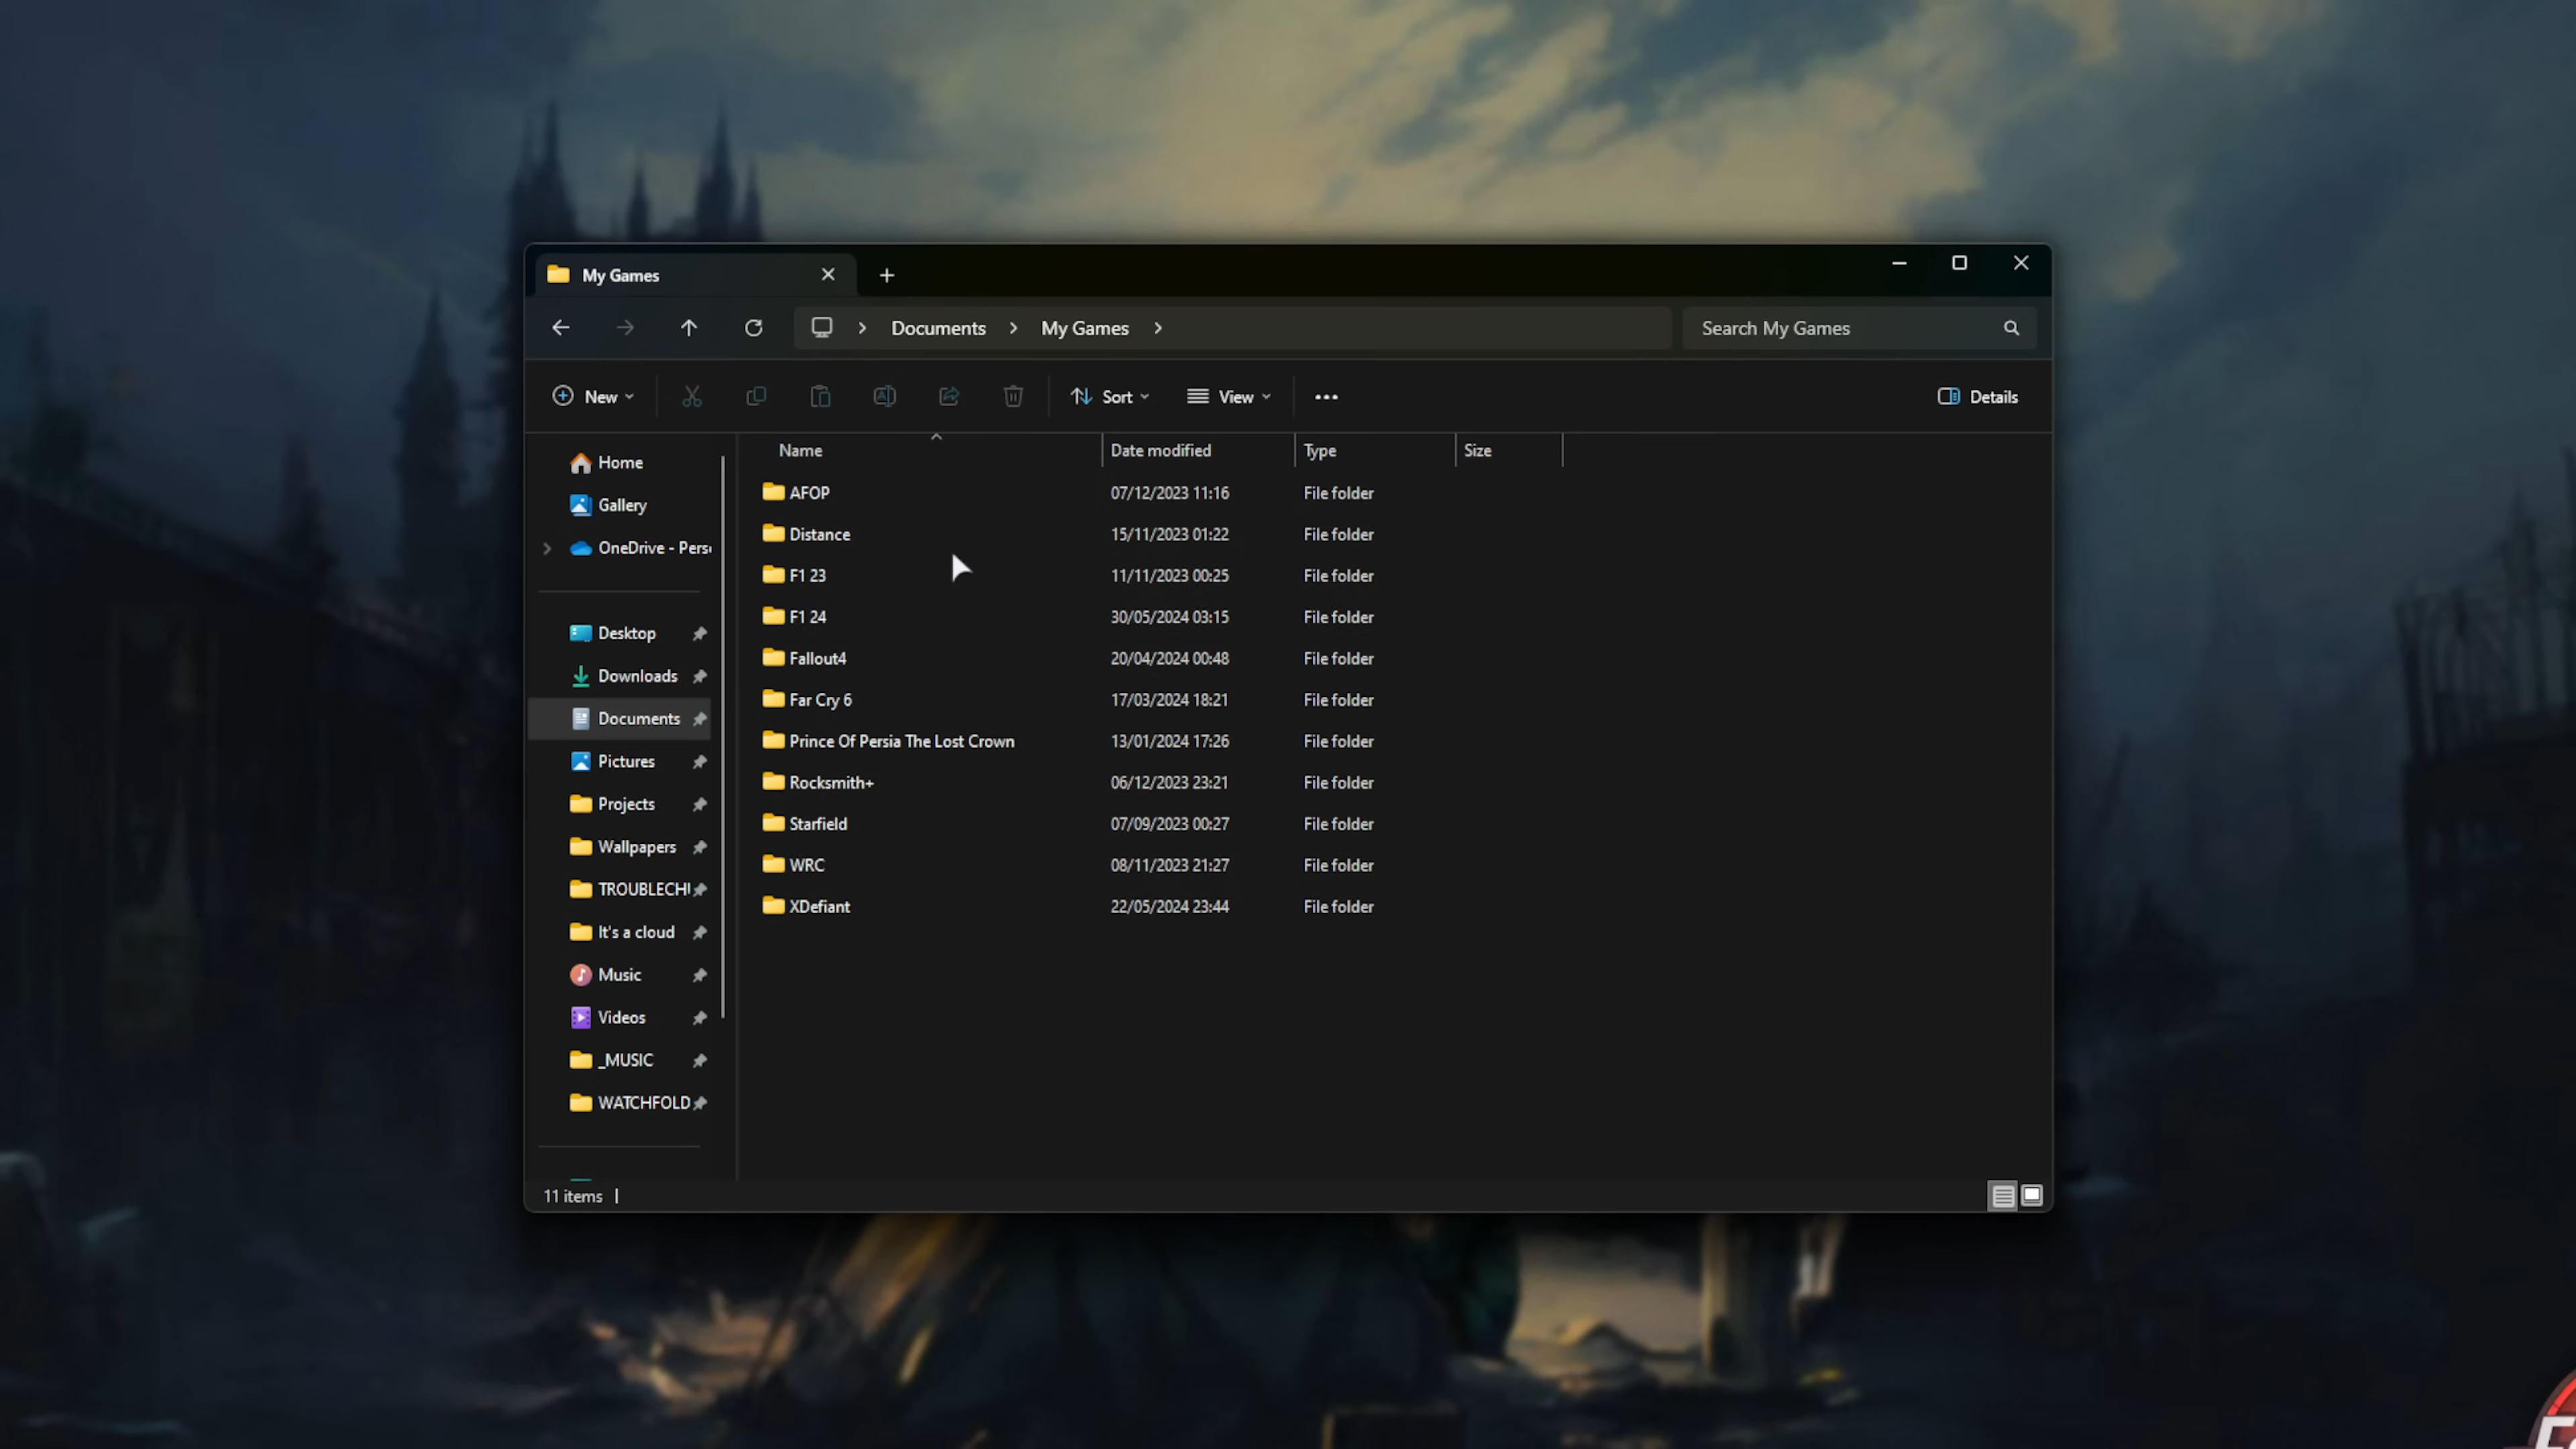 My Games
Documents My Games
Search My Games
New Sort View Details
Name Date modified Type Size
Home
Gallery
OneDrive - Pers
Desktop
Downloads
Documents
Pictures
Projects
Wallpapers
TROUBLECH
It's a cloud
Music
Videos
_MUSIC
WATCHFOLD
AFOP 07/12/2023 11:16 File folder
Distance 15/11/2023 01:22 File folder
F1 23 11/11/2023 00:25 File folder
F1 24 30/05/2024 03:15 File folder
Fallout4 20/04/2024 00:48 File folder
Far Cry 6 17/03/2024 18:21 File folder
Prince Of Persia The Lost Crown 13/01/2024 17:26 File folder
Rocksmith+ 06/12/2023 23:21 File folder
Starfield 07/09/2023 00:27 File folder
WRC 08/11/2023 21:27 File folder
XDefiant 22/05/2024 23:44 File folder
11 items